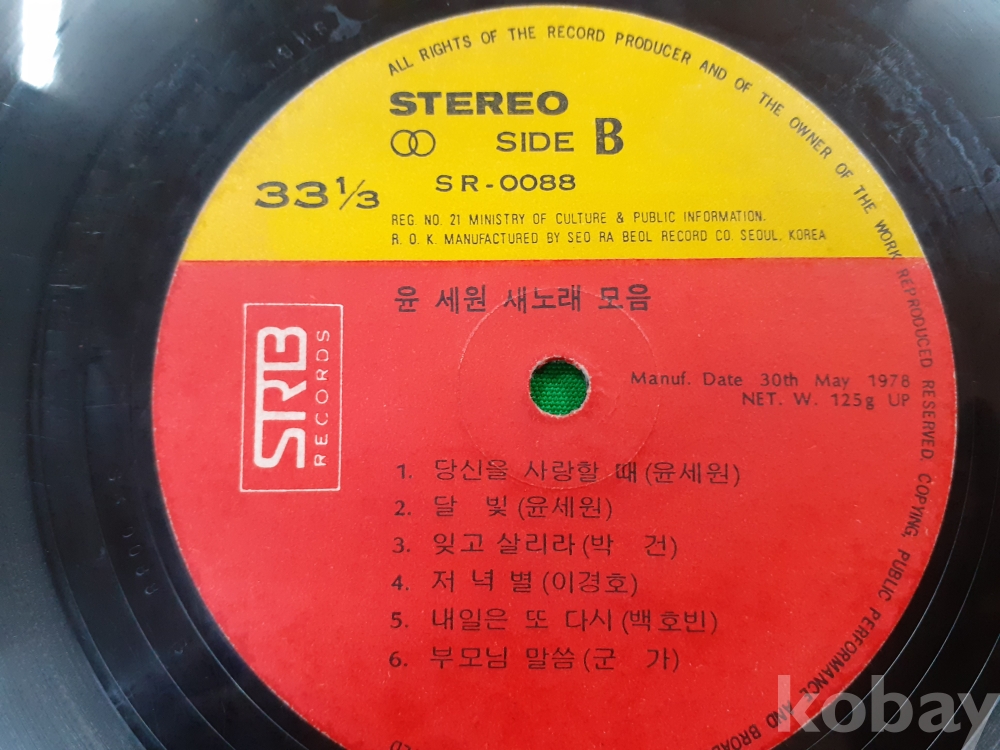 ALL RIGHTS OF THE RECORD PRODUCER AND OF THE OWNER OF THE WORK REPRODUCED RESERVED. COPYING, PUBLIC PERFORMANCE AND BROAD
STEREO
SIDE B
33 1/3
SR-0088
REG. NO. 21 MINISTRY OF CULTURE & PUBLIC INFORMATION.
R. O. K. MANUFACTURED BY SEO RA BEOL RECORD CO. SEOUL, KOREA
윤 세원 새노래 모음
SRB
RECORDS
Manuf. Date 30th May 1978
NET. W. 125g UP
1. 당신을 사랑할 때 (윤세원)
2. 달 빛 (윤세원)
3. 잊고 살리라 (박 건)
4. 저 녁 별 (이경호)
5. 내일은 또 다시 (백호빈)
6. 부모님 말씀 (군 가)
kobay